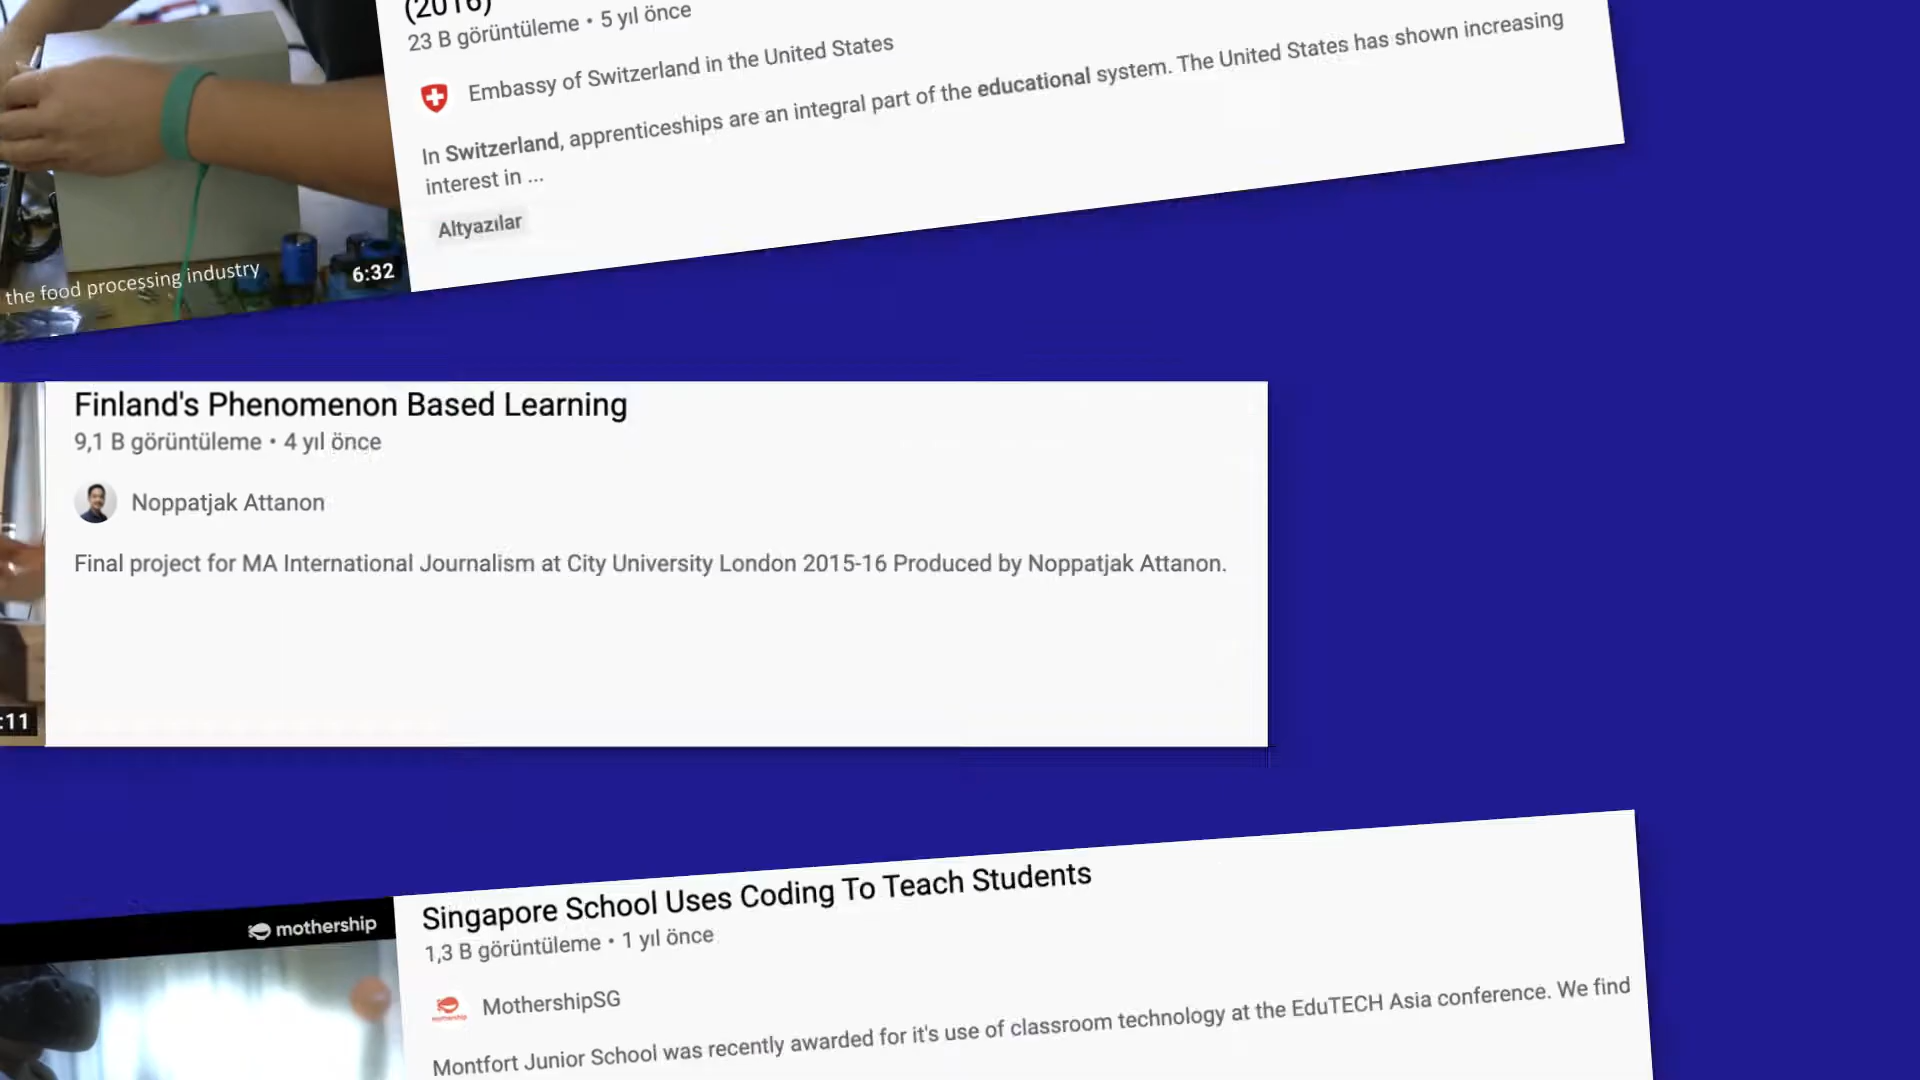 (2016)
23 B görüntüleme • 5 yıl önce
Embassy of Switzerland in the United States
In Switzerland, apprenticeships are an integral part of the educational system. The United States has shown increasing
interest in ...
Altyazılar
the food processing industry
6:32
Finland's Phenomenon Based Learning
9,1 B görüntüleme • 4 yıl önce
Noppatjak Attanon
Final project for MA International Journalism at City University London 2015-16 Produced by Noppatjak Attanon.
:11
mothership
Singapore School Uses Coding To Teach Students
1,3 B görüntüleme • 1 yıl önce
mothership
MothershipSG
Montfort Junior School was recently awarded for it's use of classroom technology at the EduTECH Asia conference. We find